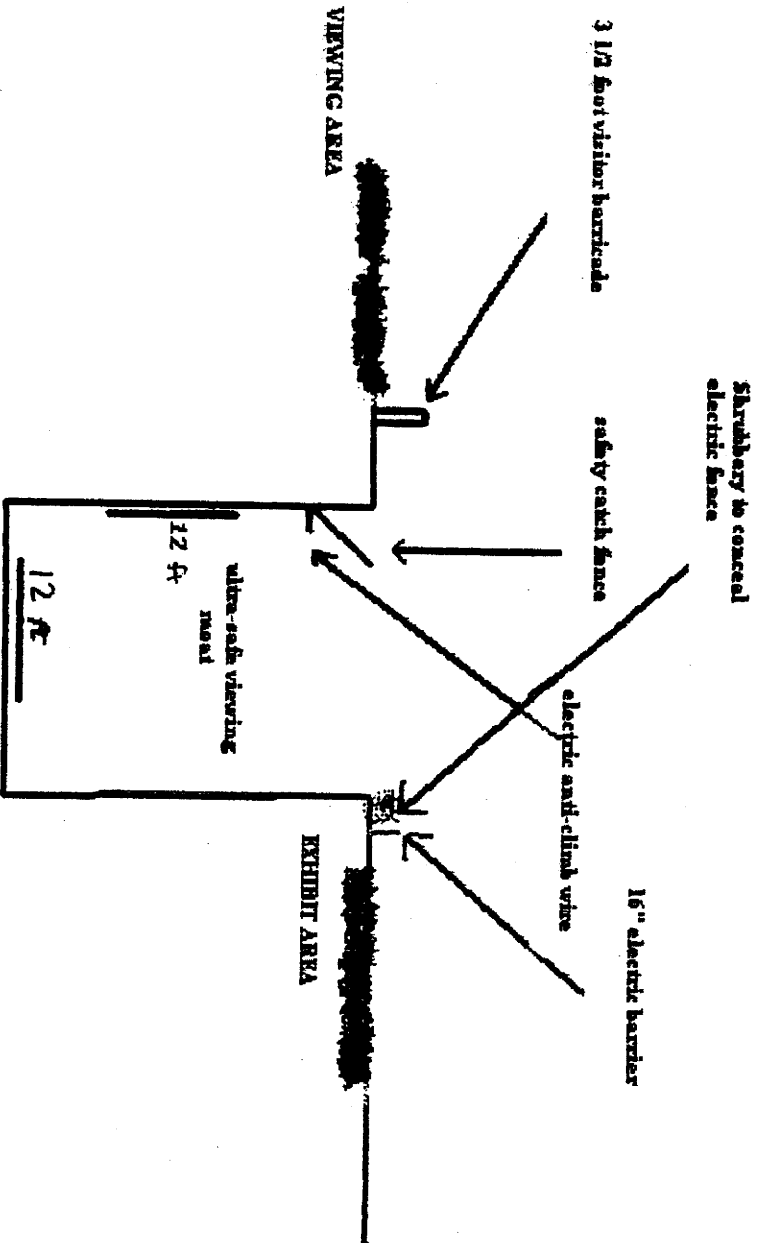 Shrubbery to conceal
electric fence
3 1/2 foot visitor barricade
safety catch fence
16" electric barrier
electric anti-climb wire
VIEWING AREA
EXHIBIT AREA
ultra-safe viewing
moat
12 ft
12 ft